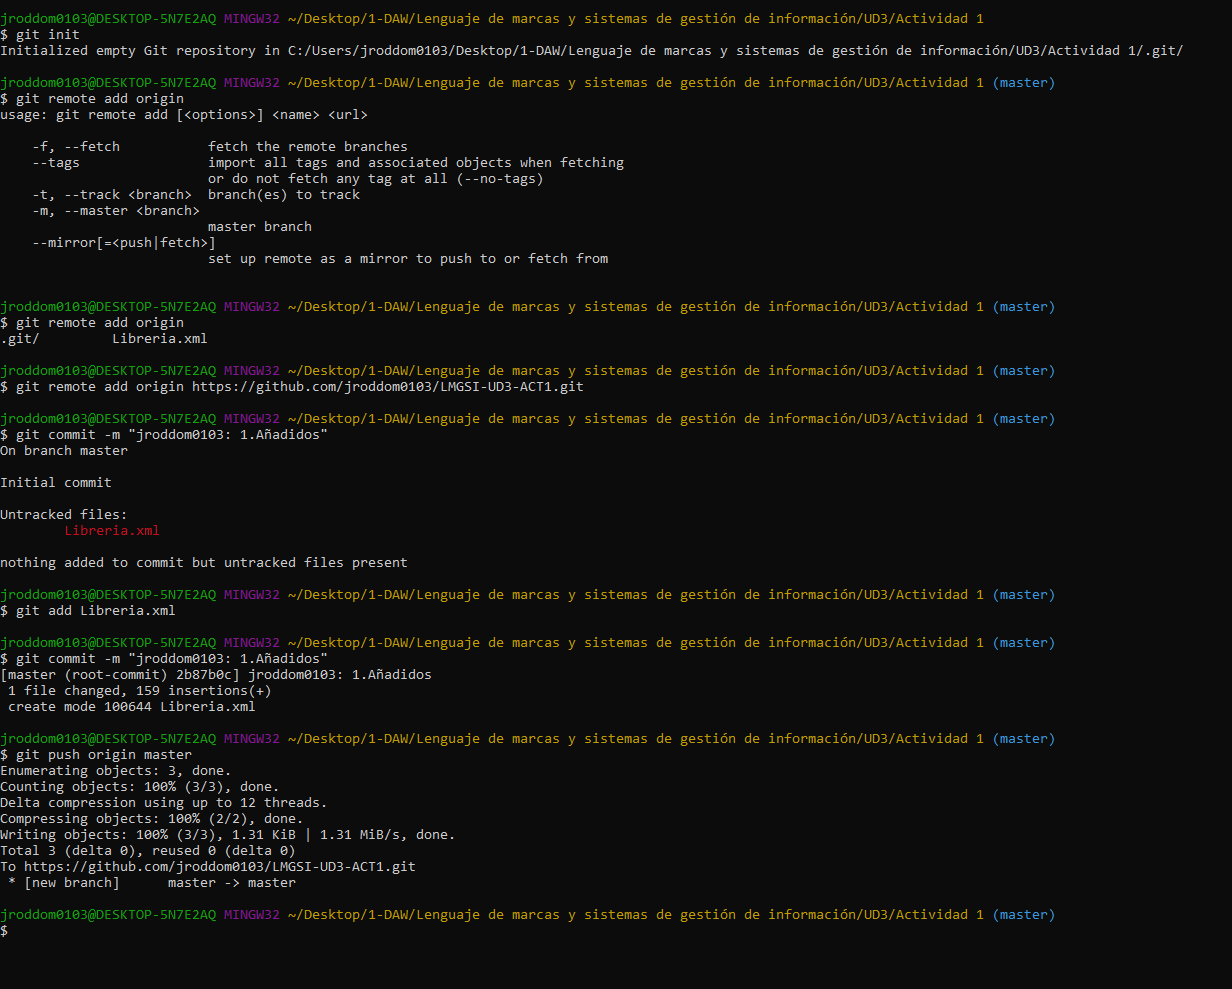 jroddom0103@DESKTOP-5N7E2AQ MINGW32 ~/Desktop/1-DAW/Lenguaje de marcas y sistemas de gestión de información/UD3/Actividad 1
$ git init
Initialized empty Git repository in C:/Users/jroddom0103/Desktop/1-DAW/Lenguaje de marcas y sistemas de gestión de información/UD3/Actividad 1/.git/

jroddom0103@DESKTOP-5N7E2AQ MINGW32 ~/Desktop/1-DAW/Lenguaje de marcas y sistemas de gestión de información/UD3/Actividad 1 (master)
$ git remote add origin
usage: git remote add [<options>] <name> <url>

    -f, --fetch           fetch the remote branches
    --tags                import all tags and associated objects when fetching
                          or do not fetch any tag at all (--no-tags)
    -t, --track <branch>  branch(es) to track
    -m, --master <branch>
                          master branch
    --mirror[=<push|fetch>]
                          set up remote as a mirror to push to or fetch from

jroddom0103@DESKTOP-5N7E2AQ MINGW32 ~/Desktop/1-DAW/Lenguaje de marcas y sistemas de gestión de información/UD3/Actividad 1 (master)
$ git remote add origin
.git/         Libreria.xml

jroddom0103@DESKTOP-5N7E2AQ MINGW32 ~/Desktop/1-DAW/Lenguaje de marcas y sistemas de gestión de información/UD3/Actividad 1 (master)
$ git remote add origin https://github.com/jroddom0103/LMGSI-UD3-ACT1.git

jroddom0103@DESKTOP-5N7E2AQ MINGW32 ~/Desktop/1-DAW/Lenguaje de marcas y sistemas de gestión de información/UD3/Actividad 1 (master)
$ git commit -m "jroddom0103: 1.Añadidos"
On branch master

Initial commit

Untracked files:
        Libreria.xml

nothing added to commit but untracked files present

jroddom0103@DESKTOP-5N7E2AQ MINGW32 ~/Desktop/1-DAW/Lenguaje de marcas y sistemas de gestión de información/UD3/Actividad 1 (master)
$ git add Libreria.xml

jroddom0103@DESKTOP-5N7E2AQ MINGW32 ~/Desktop/1-DAW/Lenguaje de marcas y sistemas de gestión de información/UD3/Actividad 1 (master)
$ git commit -m "jroddom0103: 1.Añadidos"
[master (root-commit) 2b87b0c] jroddom0103: 1.Añadidos
 1 file changed, 159 insertions(+)
 create mode 100644 Libreria.xml

jroddom0103@DESKTOP-5N7E2AQ MINGW32 ~/Desktop/1-DAW/Lenguaje de marcas y sistemas de gestión de información/UD3/Actividad 1 (master)
$ git push origin master
Enumerating objects: 3, done.
Counting objects: 100% (3/3), done.
Delta compression using up to 12 threads.
Compressing objects: 100% (2/2), done.
Writing objects: 100% (3/3), 1.31 KiB | 1.31 MiB/s, done.
Total 3 (delta 0), reused 0 (delta 0)
To https://github.com/jroddom0103/LMGSI-UD3-ACT1.git
 * [new branch]      master -> master

jroddom0103@DESKTOP-5N7E2AQ MINGW32 ~/Desktop/1-DAW/Lenguaje de marcas y sistemas de gestión de información/UD3/Actividad 1 (master)
$